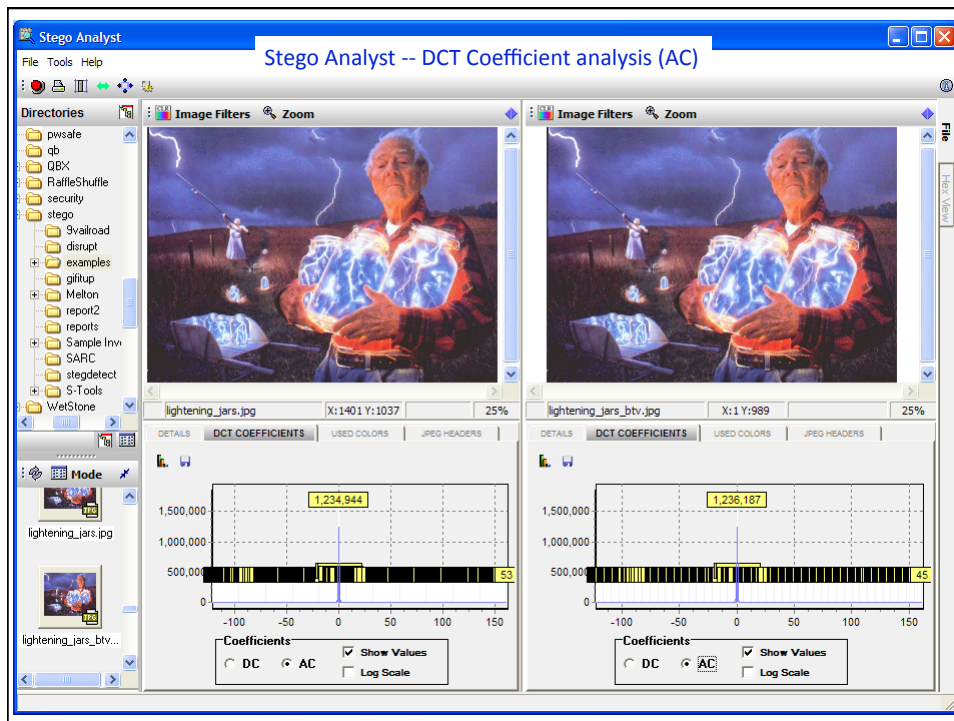 Stego Analyst
Stego Analyst -- DCT Coefficient analysis (AC)
File Tools Help
Directories
pwsafe
qb
QBX
RaffleShuffle
security
stego
9vailroad
disrupt
examples
gifitup
Melton
report2
reports
Sample Inv
SARC
stegdetect
S-Tools
WetStone
Mode
JPG
lightening_jars.jpg
JPG
lightening_jars_btv...
Image Filters Zoom
lightening_jars.jpg X:1401 Y:1037 25%
DETAILS DCT COEFFICIENTS USED COLORS JPEG HEADERS
1,234,944
1,500,000
1,000,000
500,000
53
0
-100 -50 0 50 100 150
Coefficients
DC AC
Show Values
Log Scale
Image Filters Zoom
lightening_jars_btv.jpg X:1 Y:989 25%
DETAILS DCT COEFFICIENTS USED COLORS JPEG HEADERS
1,236,187
1,500,000
1,000,000
500,000
45
0
-100 -50 0 50 100 150
Coefficients
DC AC
Show Values
Log Scale
File
Hex View